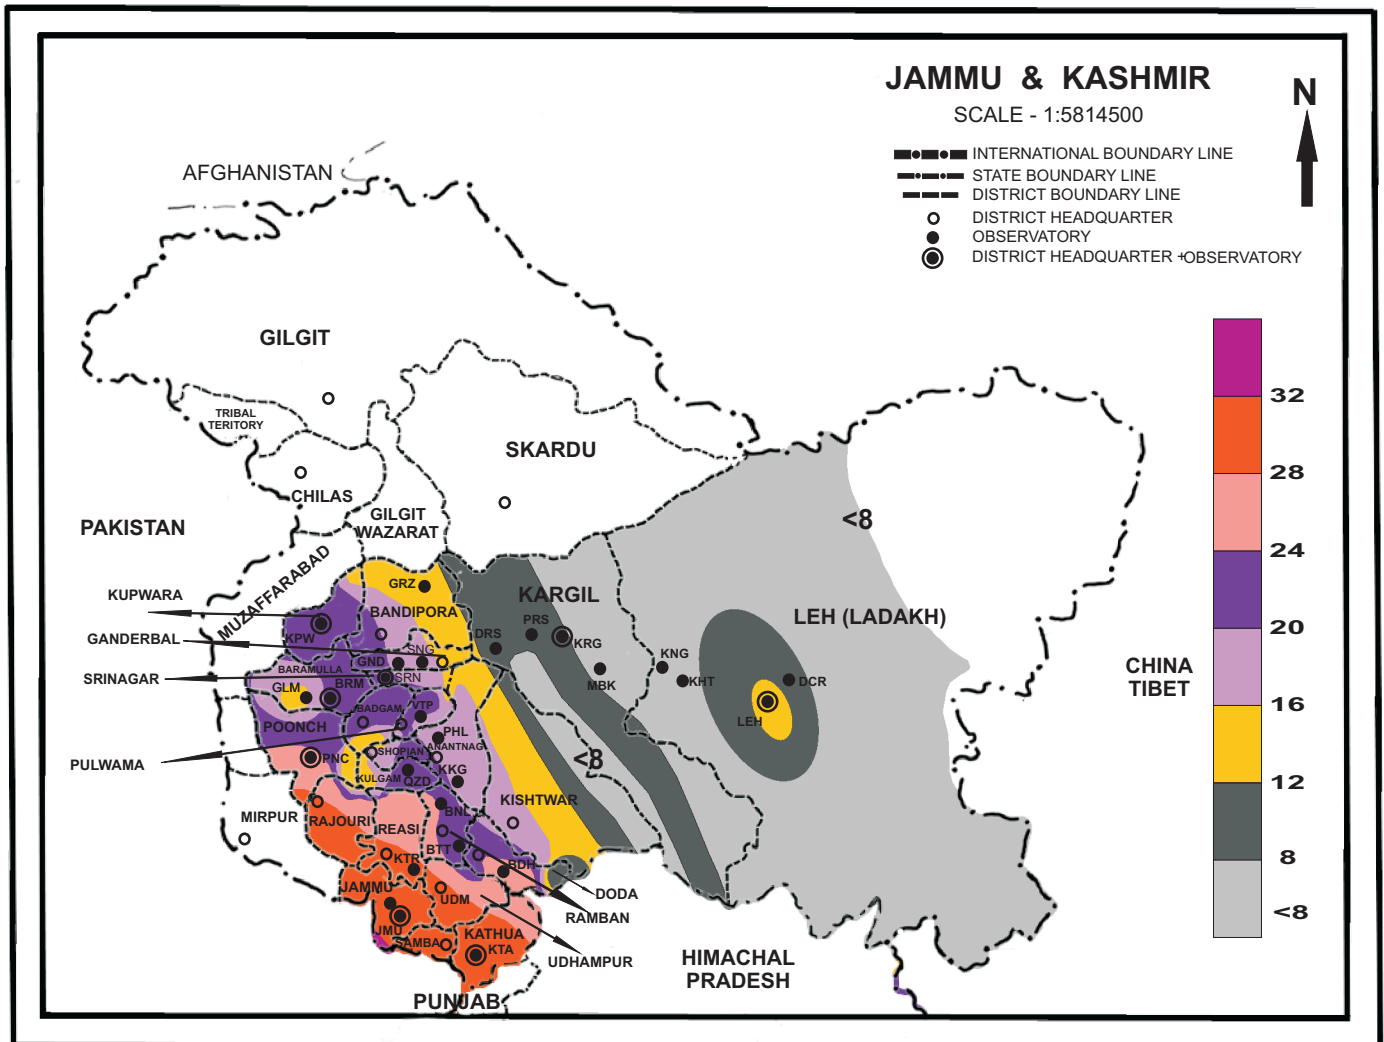 JAMMU & KASHMIR
SCALE - 1:5814500
N
INTERNATIONAL BOUNDARY LINE
STATE BOUNDARY LINE
DISTRICT BOUNDARY LINE
DISTRICT HEADQUARTER
OBSERVATORY
DISTRICT HEADQUARTER +OBSERVATORY
AFGHANISTAN
GILGIT
TRIBAL
TERITORY
SKARDU
CHILAS
GILGIT
WAZARAT
PAKISTAN
MUZAFFARABAD
<8
32
28
24
20
16
12
8
<8
KUPWARA
GANDERBAL
SRINAGAR
PULWAMA
GRZ
BANDIPORA
KARGIL
LEH (LADAKH)
KPW
PRS
DRS
KRG
SNG
GND
KNG
MBK
KHT
DCR
CHINA
TIBET
BARAMULLA
SRN
GLM
BRM
BADGAM
VTP
LEH
POONCH
PHL
ANANTNAG
SHOPIAN
PNC
<8
KULGAM
QZD
KKG
KISHTWAR
MIRPUR
RAJOURI
REASI
BNL
BTT
KTR
BDH
JAMMU
UDM
DODA
RAMBAN
JMU
SAMBA
KATHUA
KTA
UDHAMPUR
HIMACHAL
PRADESH
PUNJAB